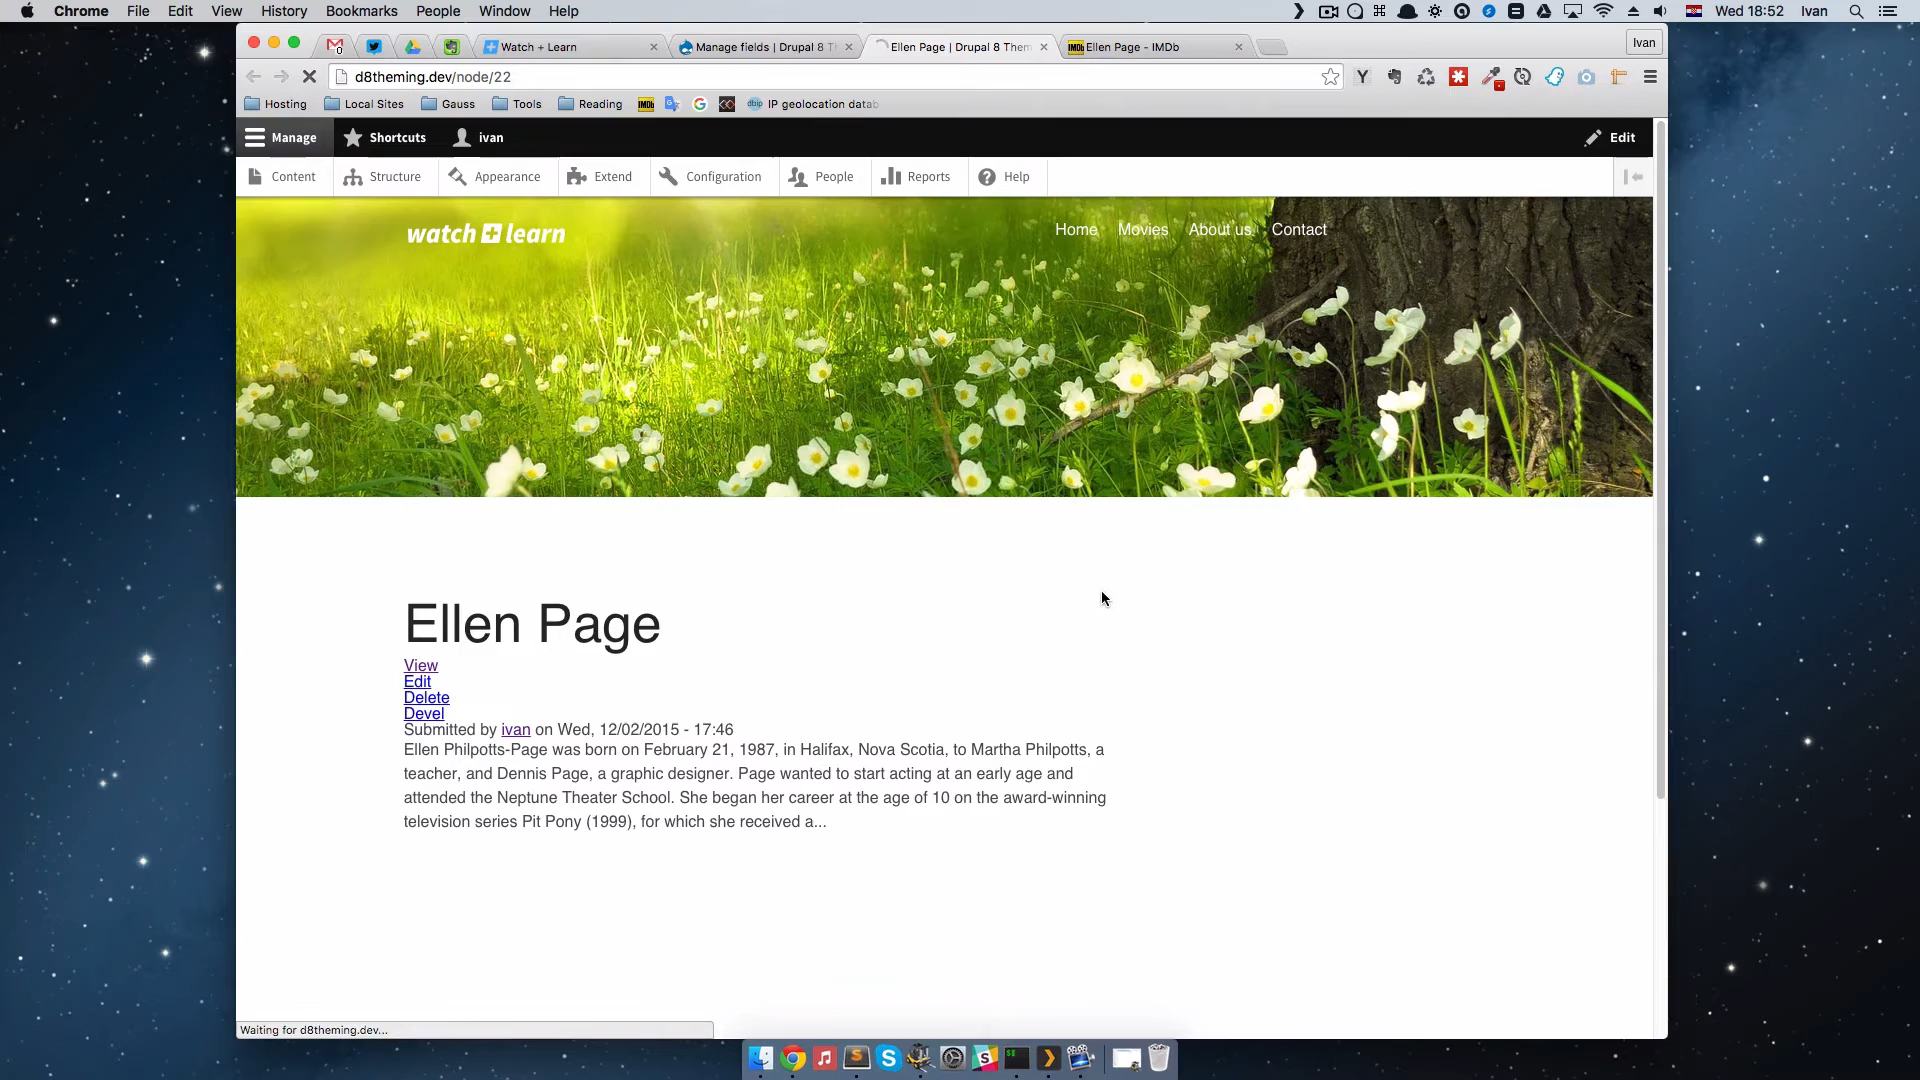 Chrome File Edit View History Bookmarks People Window Help Wed 18:52 Ivan
Watch + Learn Manage fields | Drupal 8 T Ellen Page | Drupal 8 Them Ellen Page - IMDb Ivan
d8theming.dev/node/22
Hosting Local Sites Gauss Tools Reading IMDb IP geolocation datab
Manage Shortcuts ivan Edit
Content Structure Appearance Extend Configuration People Reports Help
watch + learn Home Movies About us Contact
Ellen Page
View
Edit
Delete
Devel
Submitted by ivan on Wed, 12/02/2015 - 17:46
Ellen Philpotts-Page was born on February 21, 1987, in Halifax, Nova Scotia, to Martha Philpotts, a
teacher, and Dennis Page, a graphic designer. Page wanted to start acting at an early age and
attended the Neptune Theater School. She began her career at the age of 10 on the award-winning
television series Pit Pony (1999), for which she received a...
Waiting for d8theming.dev...